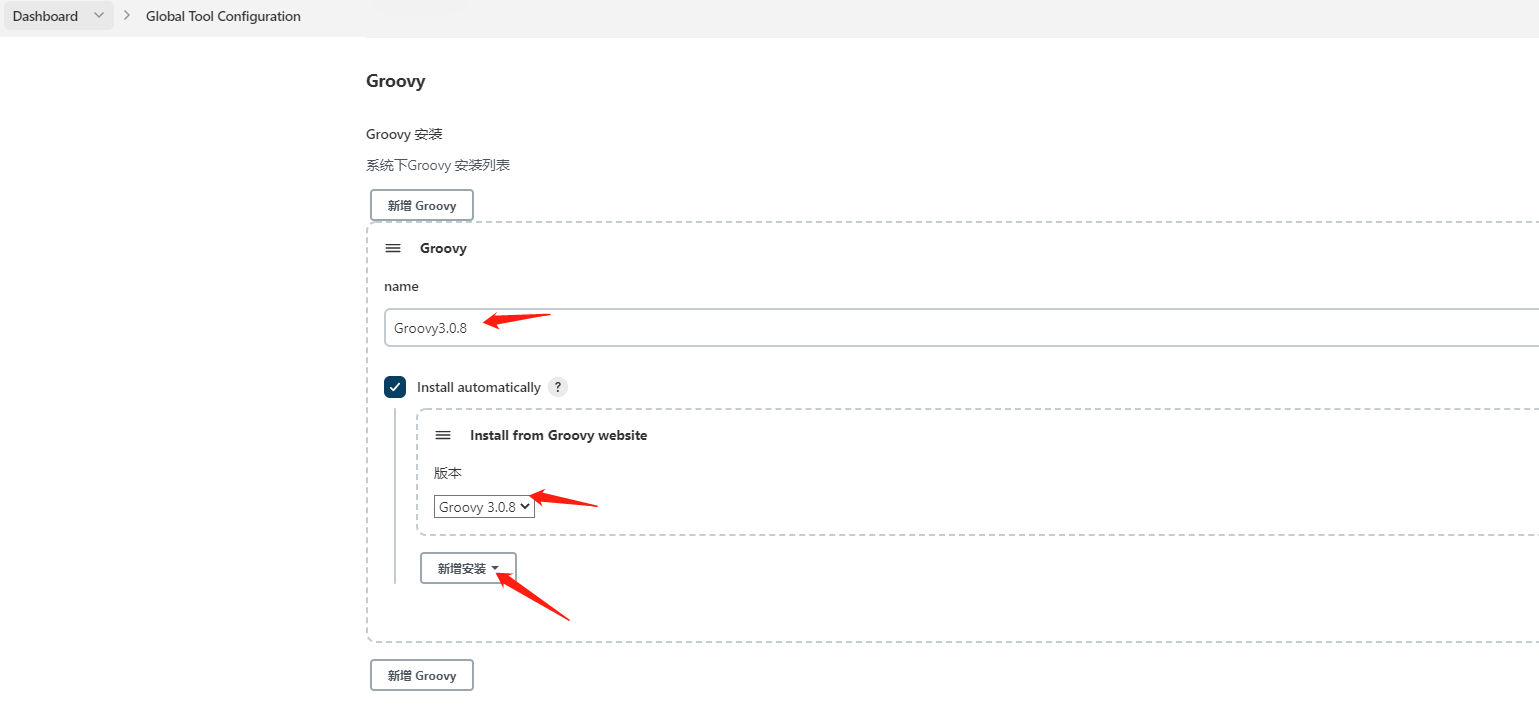 Dashboard
Global Tool Configuration
Groovy
Groovy 安装
系统下Groovy 安装列表
新增 Groovy
Groovy
name
Groovy3.0.8
Install automatically ?
Install from Groovy website
版本
Groovy 3.0.8
新增安装
新增 Groovy